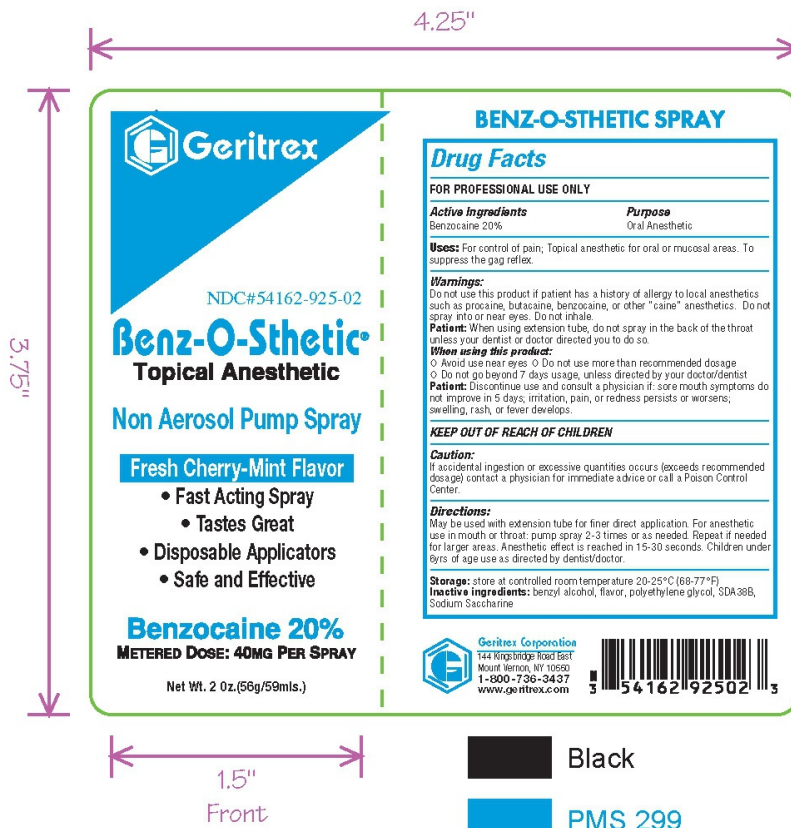 4.25"
3.75"
Geritrex
NDC#54162-925-02
Benz-O-Sthetic®
Topical Anesthetic
Non Aerosol Pump Spray
Fresh Cherry-Mint Flavor
• Fast Acting Spray
• Tastes Great
• Disposable Applicators
• Safe and Effective
Benzocaine 20%
METERED DOSE: 40MG PER SPRAY
Net Wt. 2 Oz.(56g/59mls.)
1.5"
Front
BENZ-O-STHETIC SPRAY
Drug Facts
FOR PROFESSIONAL USE ONLY
Active Ingredients Purpose
Benzocaine 20% Oral Anesthetic
Uses: For control of pain; Topical anesthetic for oral or mucosal areas. To
suppress the gag reflex.
Warnings:
Do not use this product if patient has a history of allergy to local anesthetics
such as procaine, butacaine, benzocaine, or other "caine" anesthetics. Do not
spray into or near eyes. Do not inhale.
Patient: When using extension tube, do not spray in the back of the throat
unless your dentist or doctor directed you to do so.
When using this product:
◊ Avoid use near eyes ◊ Do not use more than recommended dosage
◊ Do not go beyond 7 days usage, unless directed by your doctor/dentist
Patient: Discontinue use and consult a physician if: sore mouth symptoms do
not improve in 5 days; irritation, pain, or redness persists or worsens;
swelling, rash, or fever develops.
KEEP OUT OF REACH OF CHILDREN
Caution:
If accidental ingestion or excessive quantities occurs (exceeds recommended
dosage) contact a physician for immediate advice or call a Poison Control
Center.
Directions:
May be used with extension tube for finer direct application. For anesthetic
use in mouth or throat: pump spray 2-3 times or as needed. Repeat if needed
for larger areas. Anesthetic effect is reached in 15-30 seconds. Children under
6yrs of age use as directed by dentist/doctor.
Storage: store at controlled room temperature 20-25°C (68-77°F)
Inactive ingredients: benzyl alcohol, flavor, polyethylene glycol, SDA38B,
Sodium Saccharine
Geritrex Corporation
144 Kingsbridge Road East
Mount Vernon, NY 10550
1-800-736-3437
www.geritrex.com
3 54162 92502 3
Black
PMS 299